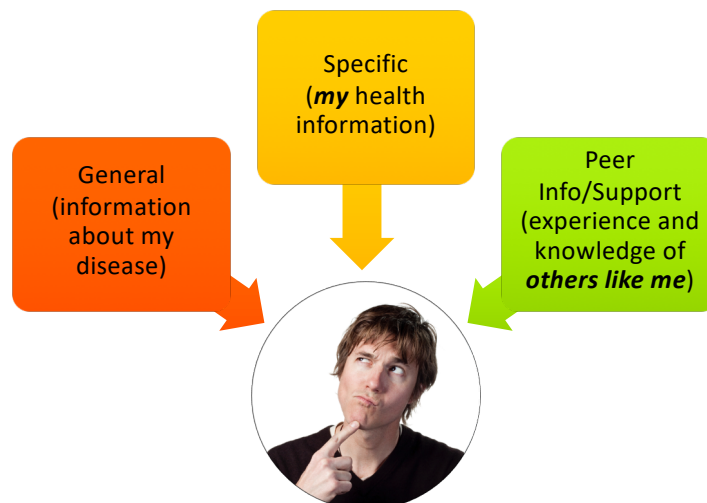 General
(information
about my
disease)
Specific
(my health
information)
Peer
Info/Support
(experience and
knowledge of
others like me)